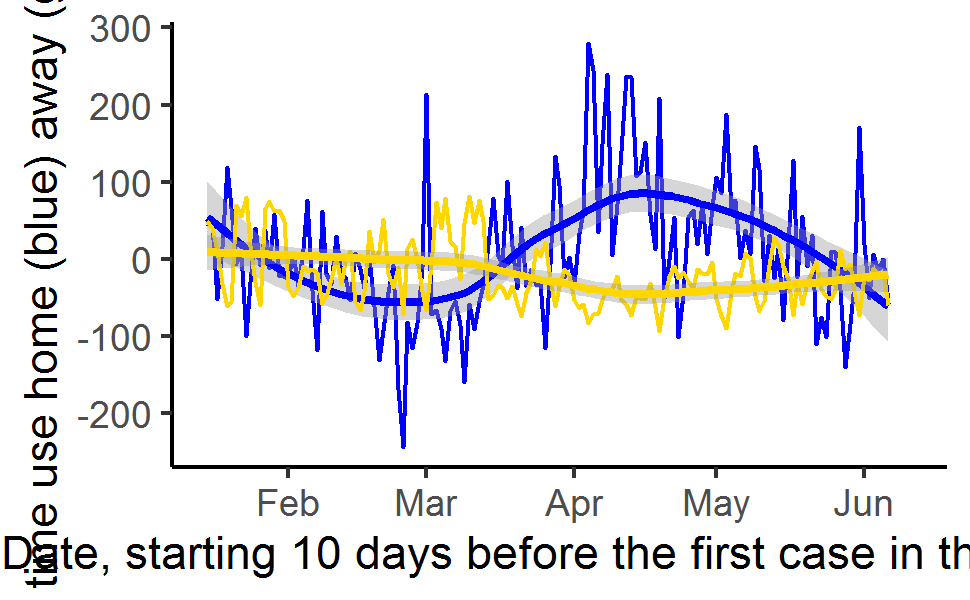 300
200
100
0
-100
-200
time use home (blue) away (
Feb Mar Apr May Jun
Date, starting 10 days before the first case in th